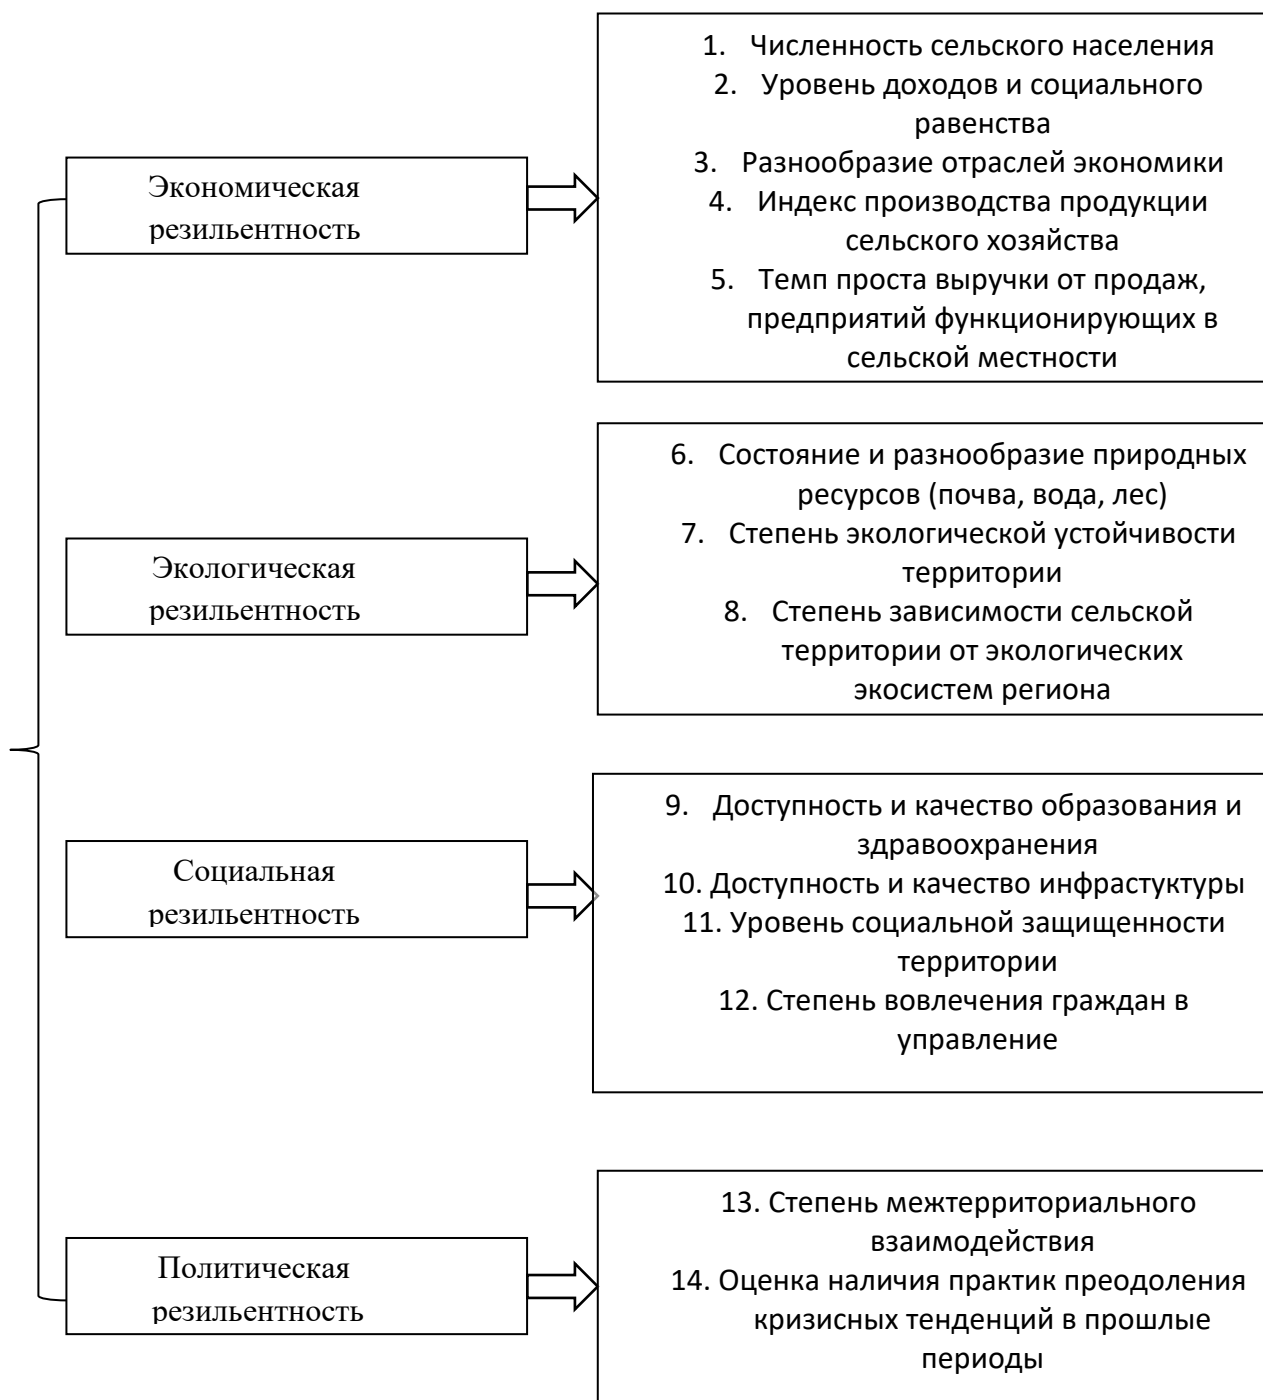 Экономическая
резильентность
1. Численность сельского населения
2. Уровень доходов и социального
равенства
3. Разнообразие отраслей экономики
4. Индекс производства продукции
сельского хозяйства
5. Темп проста выручки от продаж,
предприятий функционирующих в
сельской местности
Экологическая
резильентность
6. Состояние и разнообразие природных
ресурсов (почва, вода, лес)
7. Степень экологической устойчивости
территории
8. Степень зависимости сельской
территории от экологических
экосистем региона
Социальная
резильентность
9. Доступность и качество образования и
здравоохранения
10. Доступность и качество инфрастуктуры
11. Уровень социальной защищенности
территории
12. Степень вовлечения граждан в
управление
Политическая
резильентность
13. Степень межтерриториального
взаимодействия
14. Оценка наличия практик преодоления
кризисных тенденций в прошлые
периоды